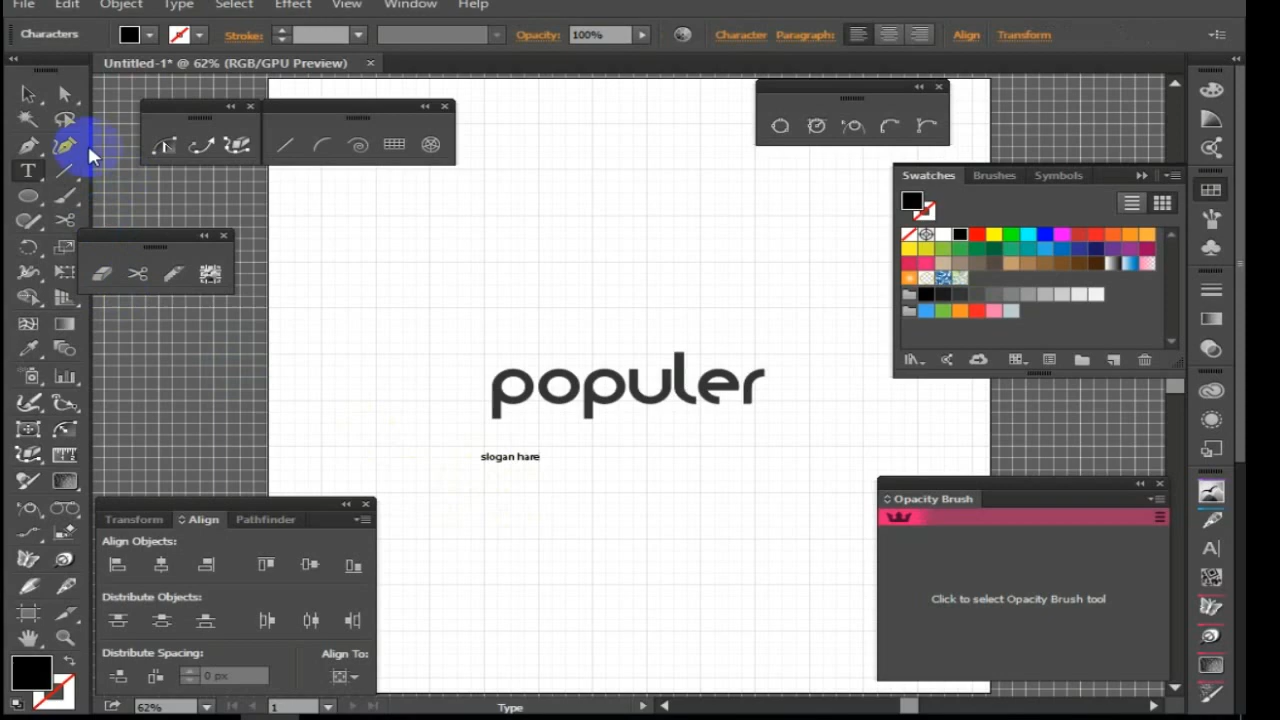 File Edit Object Type Select Effect View Window Help
Characters Stroke: Opacity: 100% Character Paragraph: Align Transform
Untitled-1* @ 62% (RGB/GPU Preview)
Swatches Brushes Symbols
T
populer
slogan hare
Opacity Brush
Click to select Opacity Brush tool
Transform Align Pathfinder
Align Objects:
Distribute Objects:
Distribute Spacing: Align To:
0 px
62% 1 Type